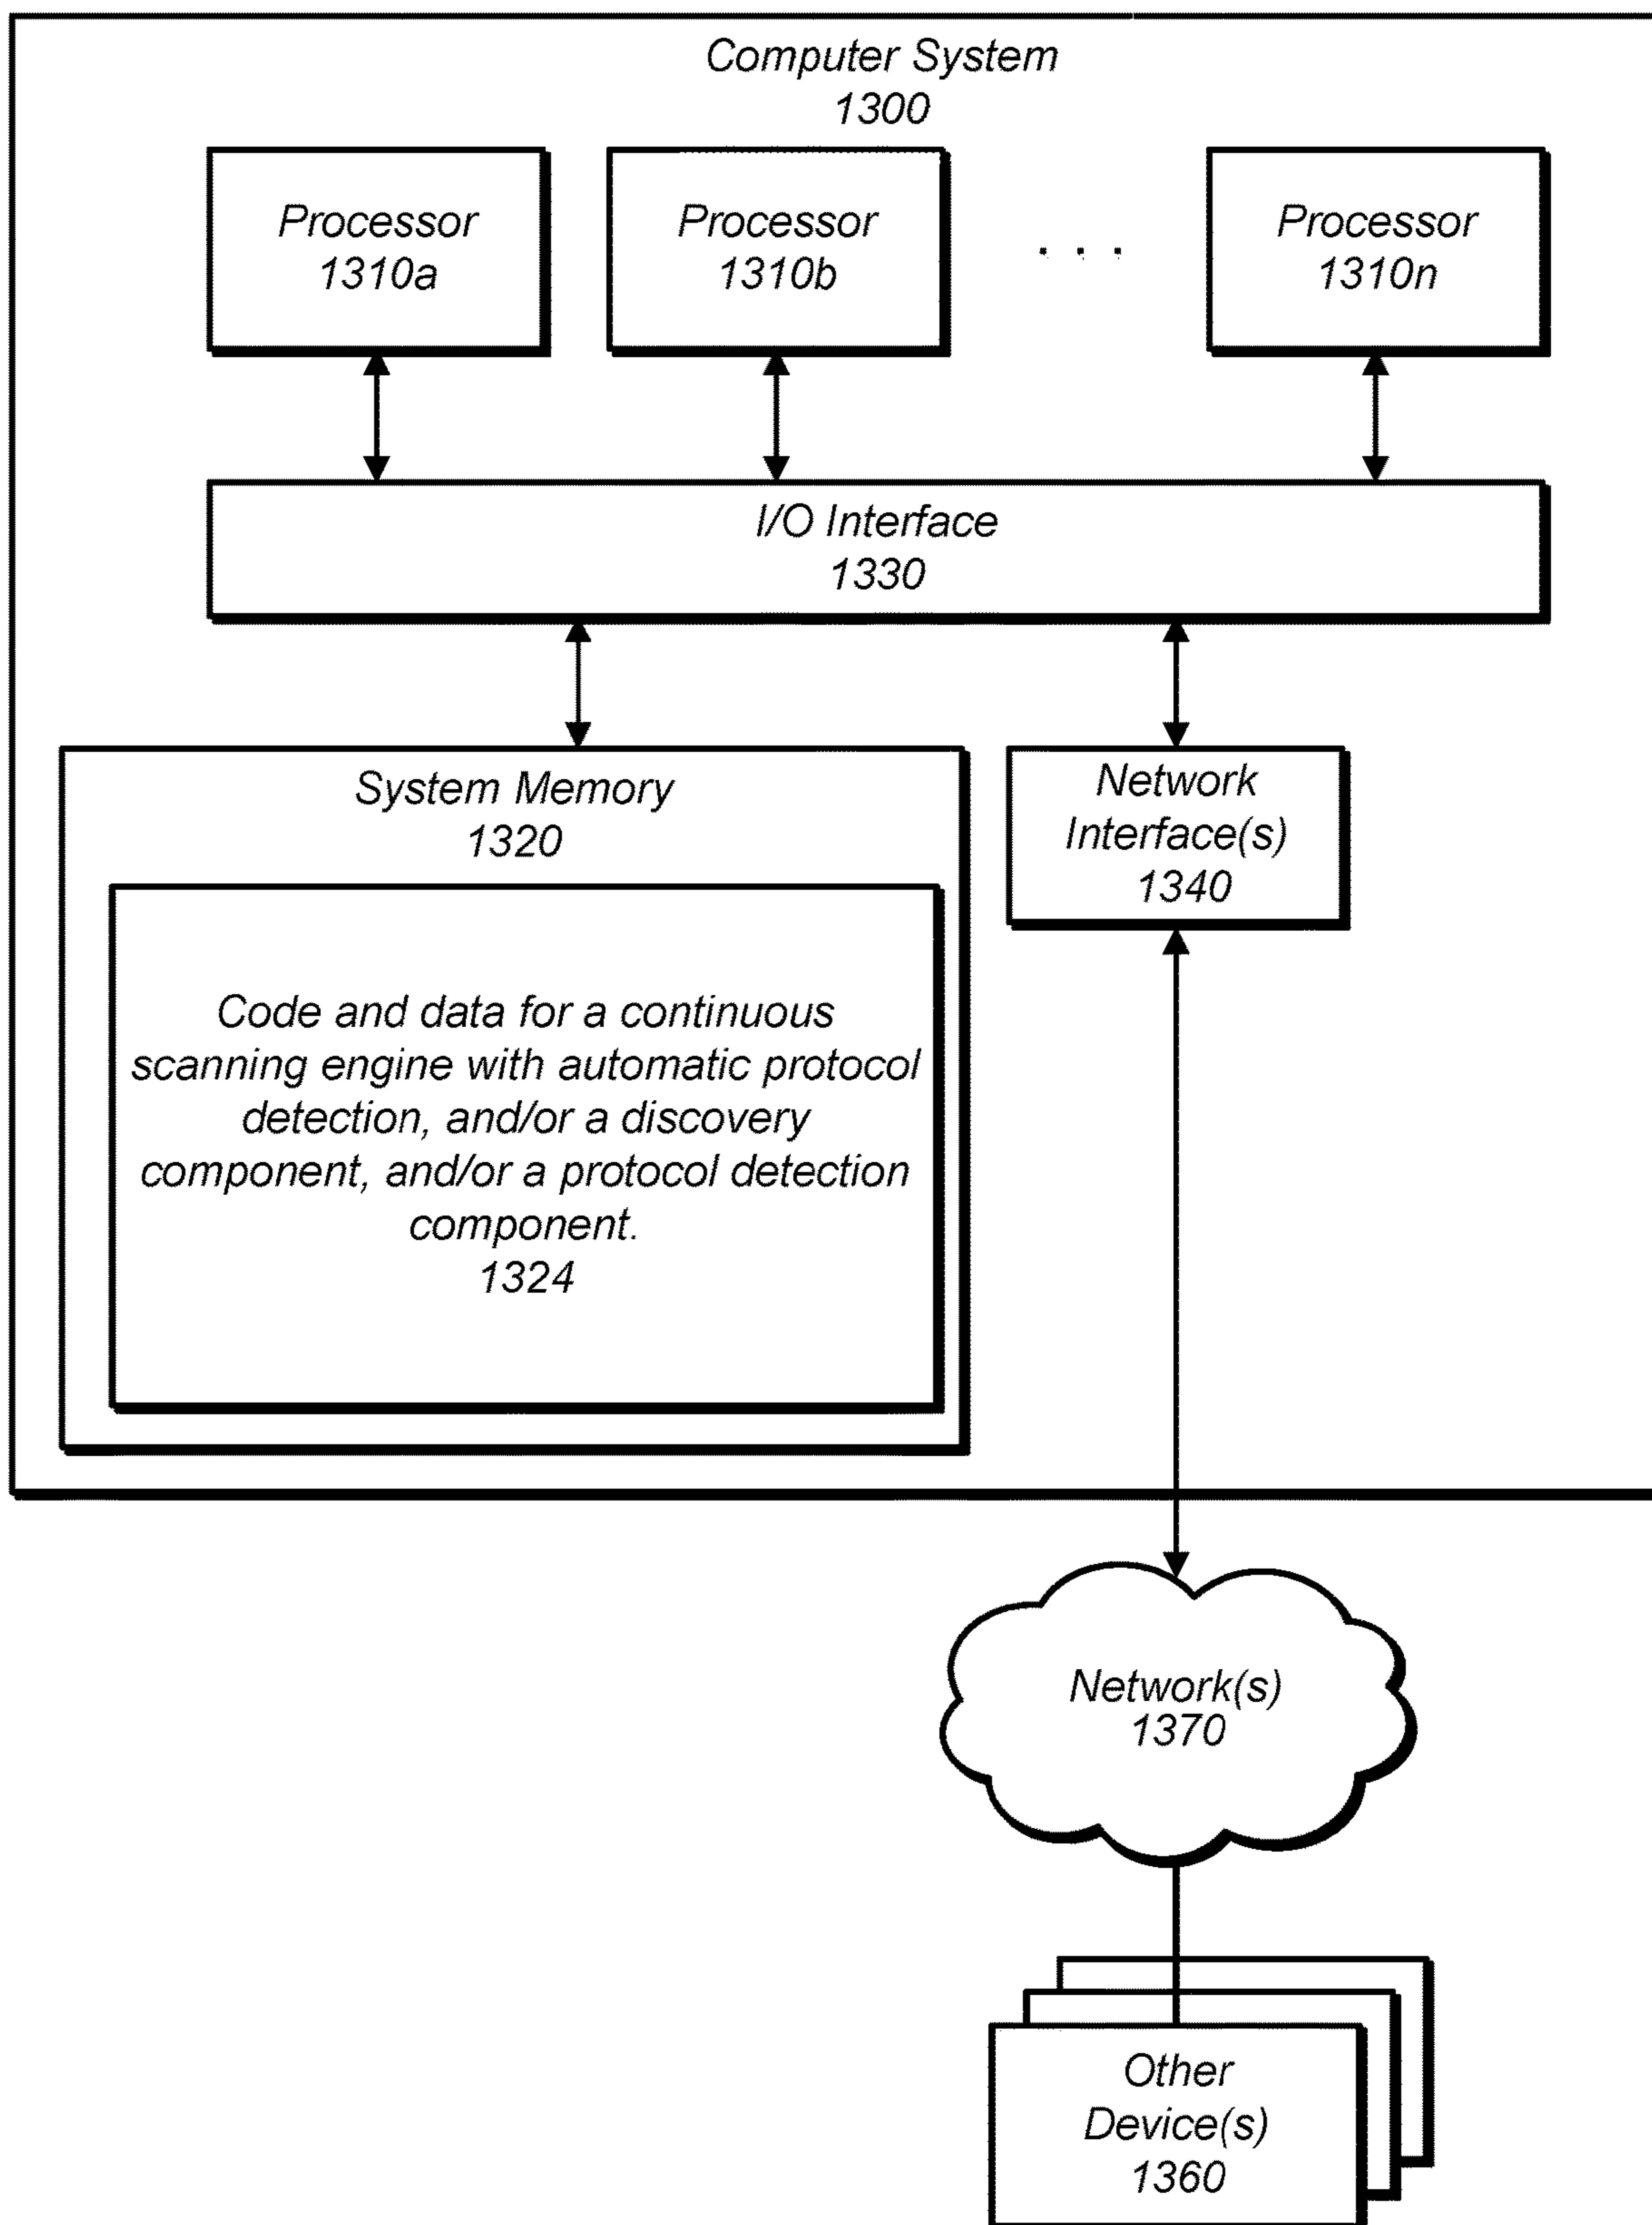 Computer System
1300
Processor
1310a
Processor
1310b
. . .
Processor
1310n
I/O Interface
1330
System Memory
1320
Code and data for a continuous
scanning engine with automatic protocol
detection, and/or a discovery
component, and/or a protocol detection
component.
1324
Network
Interface(s)
1340
Network(s)
1370
Other
Device(s)
1360